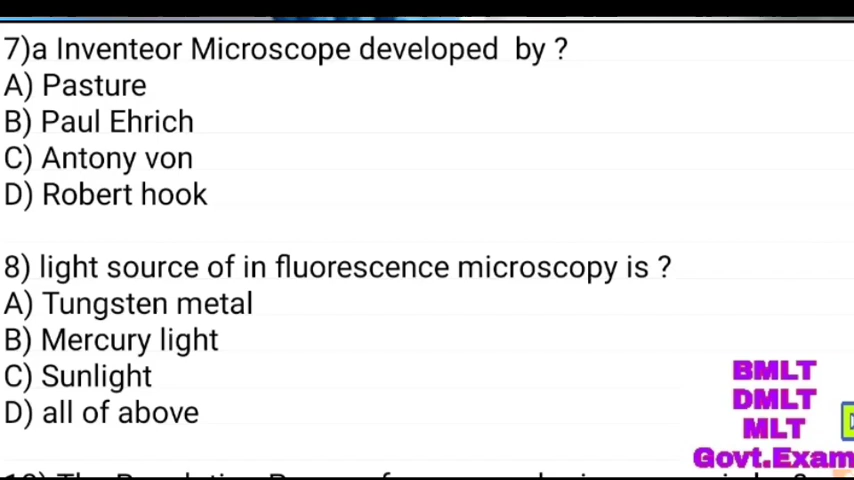 7)a Inventeor Microscope developed by ?
A) Pasture
B) Paul Ehrich
C) Antony von
D) Robert hook
8) light source of in fluorescence microscopy is ?
A) Tungsten metal
B) Mercury light
C) Sunlight
D) all of above
BMLT
DMLT
MLT
Govt.Exam